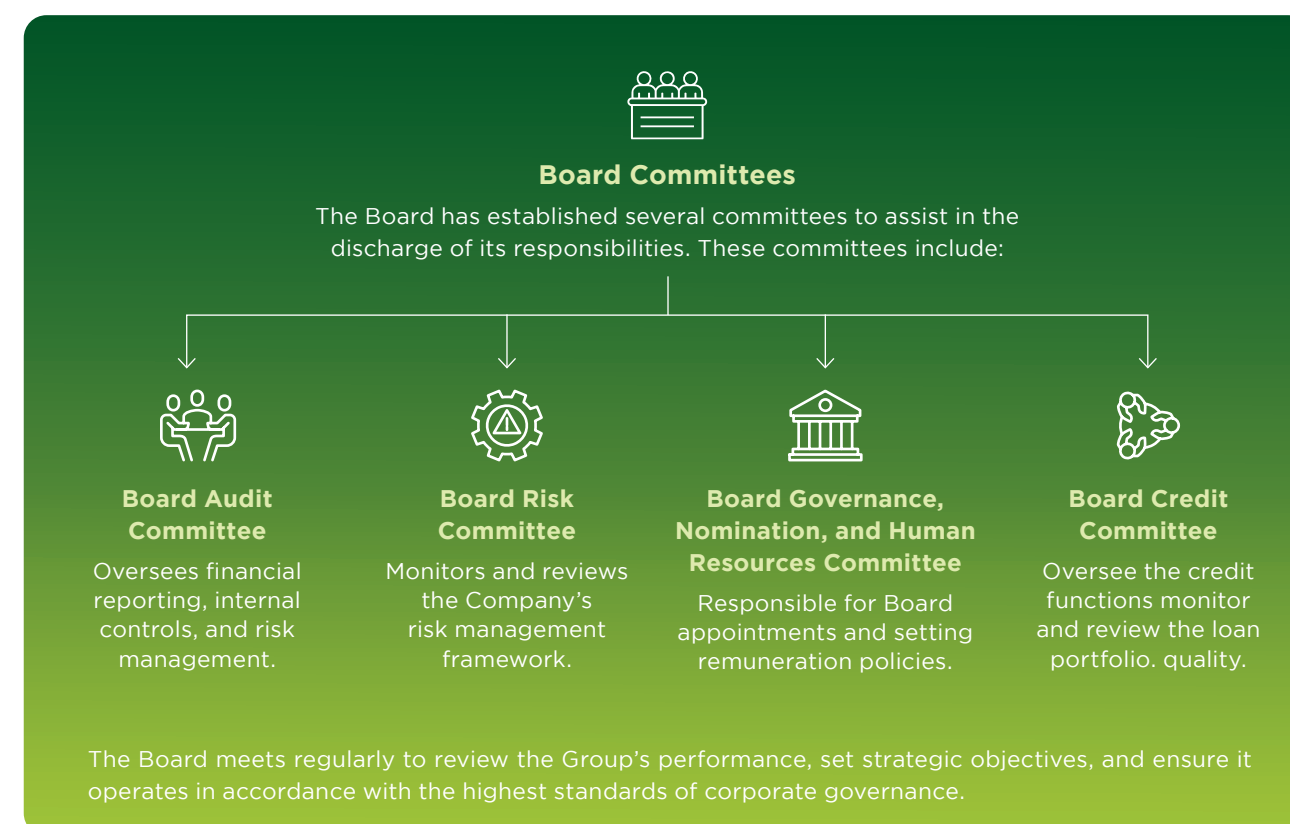 Board Committees
The Board has established several committees to assist in the
discharge of its responsibilities. These committees include:
Board Audit
Committee
Oversees financial
reporting, internal
controls, and risk
management.
Board Risk
Committee
Monitors and reviews
the Company’s
risk management
framework.
Board Governance,
Nomination, and Human
Resources Committee
Responsible for Board
appointments and setting
remuneration policies.
Board Credit
Committee
Oversee the credit
functions monitor
and review the loan
portfolio. quality.
The Board meets regularly to review the Group’s performance, set strategic objectives, and ensure it
operates in accordance with the highest standards of corporate governance.